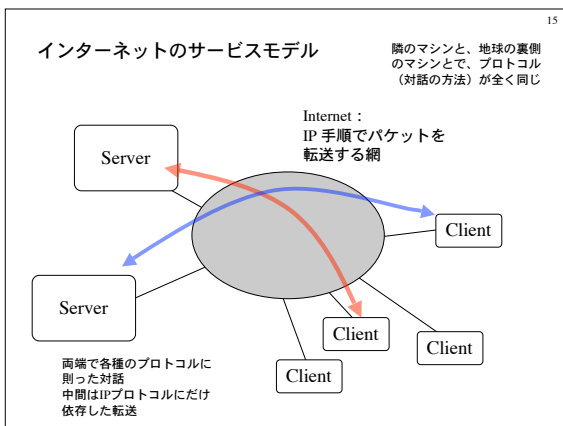 15
インターネットのサービスモデル
隣のマシンと、地球の裏側
のマシンとで、プロトコル
（対話の方法）が全く同じ
Internet：
IP 手順でパケットを
転送する網
Server
Client
Server
Client
Client
Client
両端で各種のプロトコルに
則った対話
中間はIPプロトコルにだけ
依存した転送